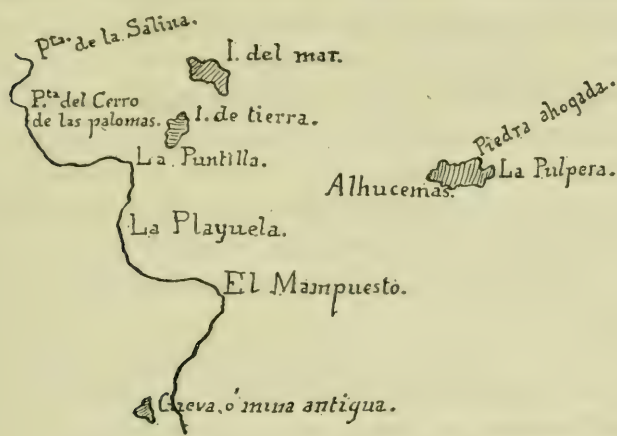 Pta. de la Salina.
I. del mar.
P.ta del Cerro
de las palomas.
I. de tierra.
La Puntilla.
Piedra ahogada.
Alhucemas.
La Pulpera.
La Playuela.
El Mampuesto.
Cueva, ó mina antigua.